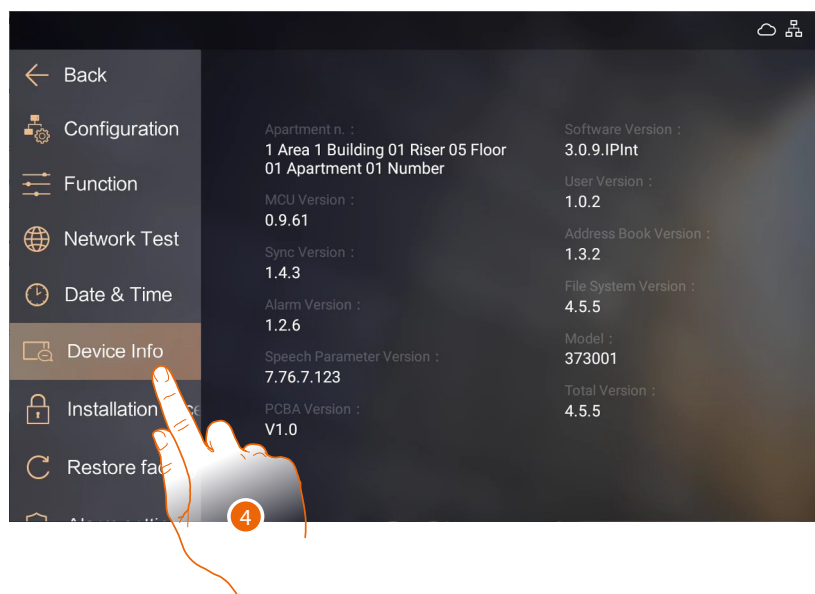 Back
Configuration
Function
Network Test
Date & Time
Device Info
Installation
Restore
Apartment n. :
1 Area 1 Building 01 Riser 05 Floor
01 Apartment 01 Number
MCU Version :
0.9.61
Sync Version :
1.4.3
Alarm Version :
1.2.6
Speech Parameter Version :
7.76.7.123
PCBA Version :
V1.0
Software Version :
3.0.9.IPInt
User Version :
1.0.2
Address Book Version :
1.3.2
File System Version :
4.5.5
Model :
373001
Total Version :
4.5.5
4